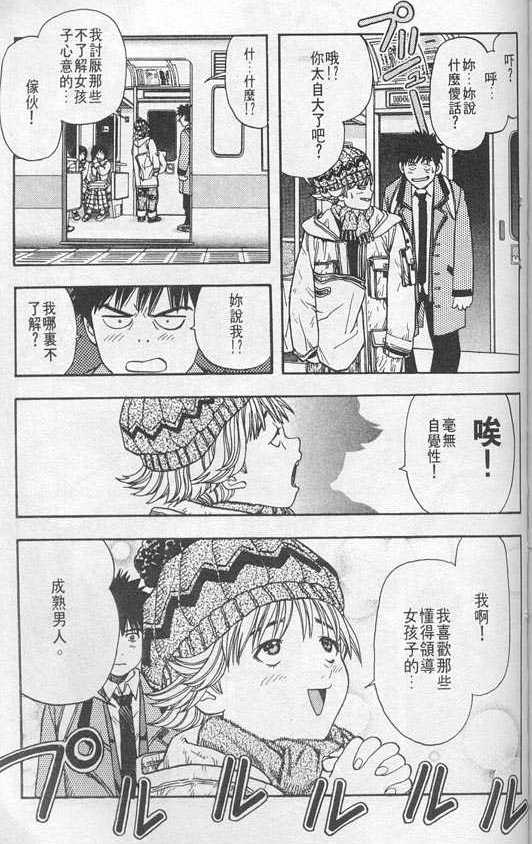 吓?
呼…
妳…妳說
什麼傻話?
哦!
你太自大了吧?
プルル
什…什麼!?
我討厭那些
不了解女孩
子心意的…
傢伙!
妳說我!?
我哪裏不
了解?
唉!
毫無
自覺性!
我啊!
我喜歡那些
懂得領導
女孩子的…
成熟男人。
プルルルプルルル